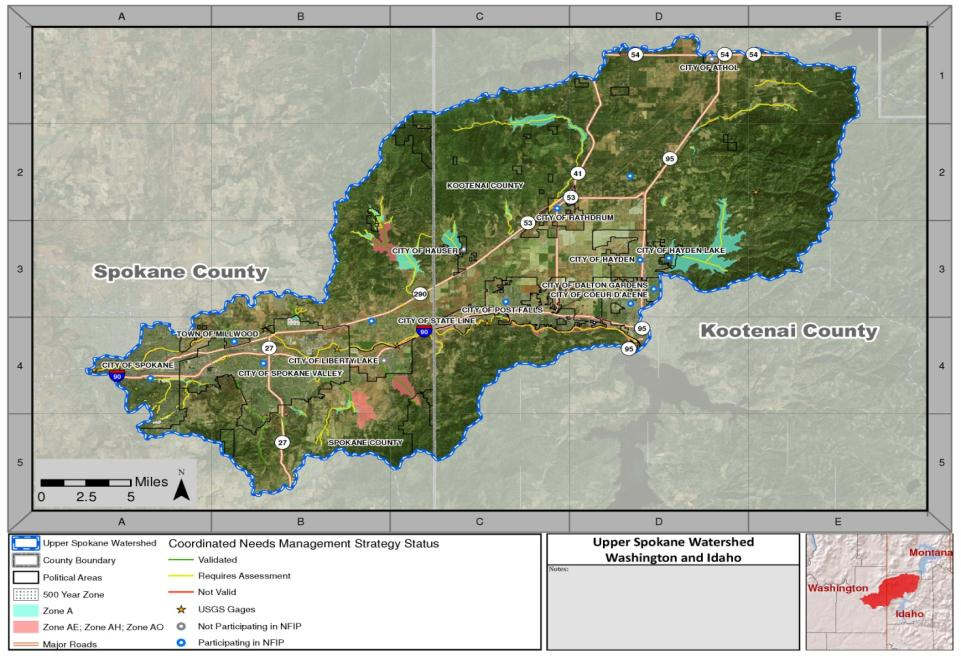 A B C D E
1 1
2 2
3 3
4 4
5 5
54 54 54
CITY OF ATHOL
95
41
KOOTENAI COUNTY
53
CITY OF RATHDRUM
53
CITY OF HAUSER
CITY OF HAYDEN LAKE
CITY OF HAYDEN
Spokane County
CITY OF DALTON GARDENS
290
CITY OF COEUR D'ALENE
CITY OF POST FALLS
CITY OF STATE LINE
90
95
Kootenai County
TOWN OF MILLWOOD
27
95
CITY OF LIBERTY LAKE
CITY OF SPOKANE
90
CITY OF SPOKANE VALLEY
27
SPOKANE COUNTY
N
Miles
0 2.5 5
A B C D E
Upper Spokane Watershed
County Boundary
Political Areas
500 Year Zone
Zone A
Zone AE; Zone AH; Zone AO
Major Roads
Coordinated Needs Management Strategy Status
Validated
Requires Assessment
Not Valid
USGS Gages
Not Participating in NFIP
Participating in NFIP
Upper Spokane Watershed
Washington and Idaho
Notes:
Montana
Washington
Idaho